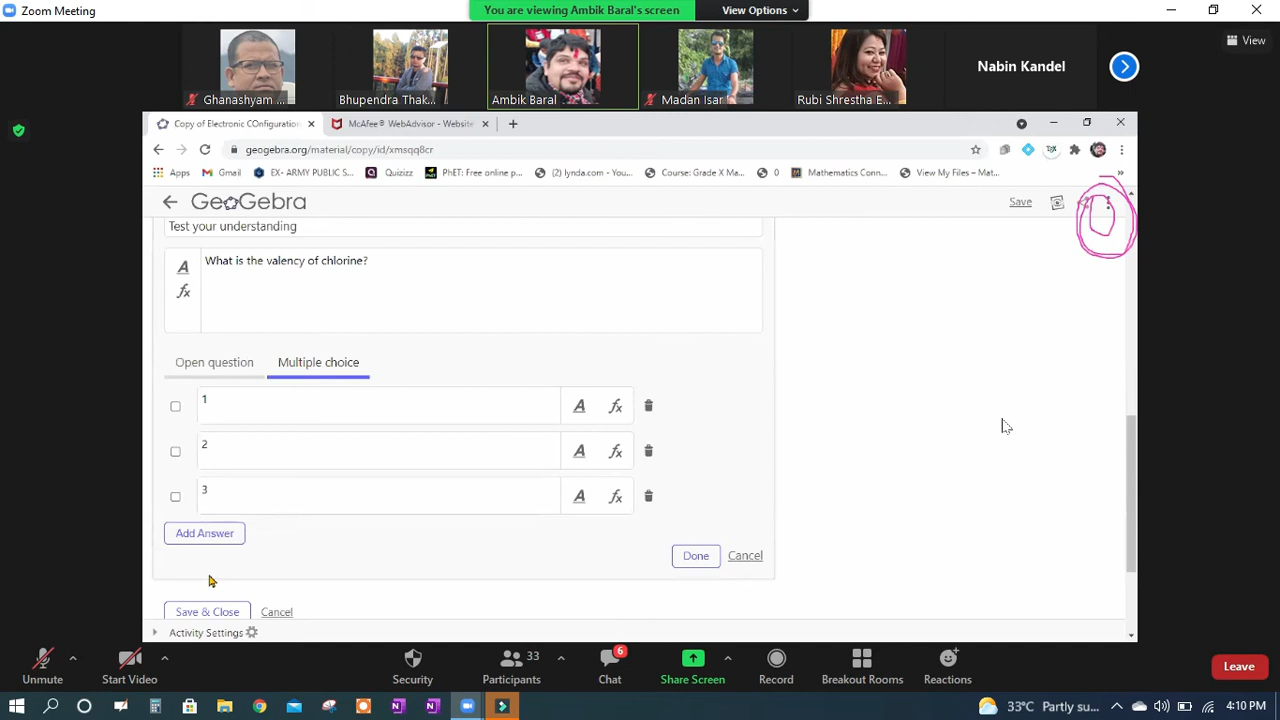 Zoom Meeting
You are viewing Ambik Baral's screen
View Options
View
Ghanashyam ...
Bhupendra Thak...
Ambik Baral
Madan Isar
Rubi Shrestha E...
Nabin Kandel
Copy of Electronic COnfiguration
McAfee® WebAdvisor - Website
geogebra.org/material/copy/id/xmsqq8cr
Apps
Gmail
EX- ARMY PUBLIC S...
Quizizz
PhET: Free online p...
(2) lynda.com - You...
Course: Grade X Ma...
0
Mathematics Conn...
View My Files – Mat...
GeoGebra
Save
Test your understanding
What is the valency of chlorine?
Open question
Multiple choice
1
2
3
Add Answer
Done
Cancel
Save & Close
Cancel
Activity Settings
Unmute
Start Video
Security
33
Participants
6
Chat
Share Screen
Record
Breakout Rooms
Reactions
Leave
33°C Partly su...
4:10 PM